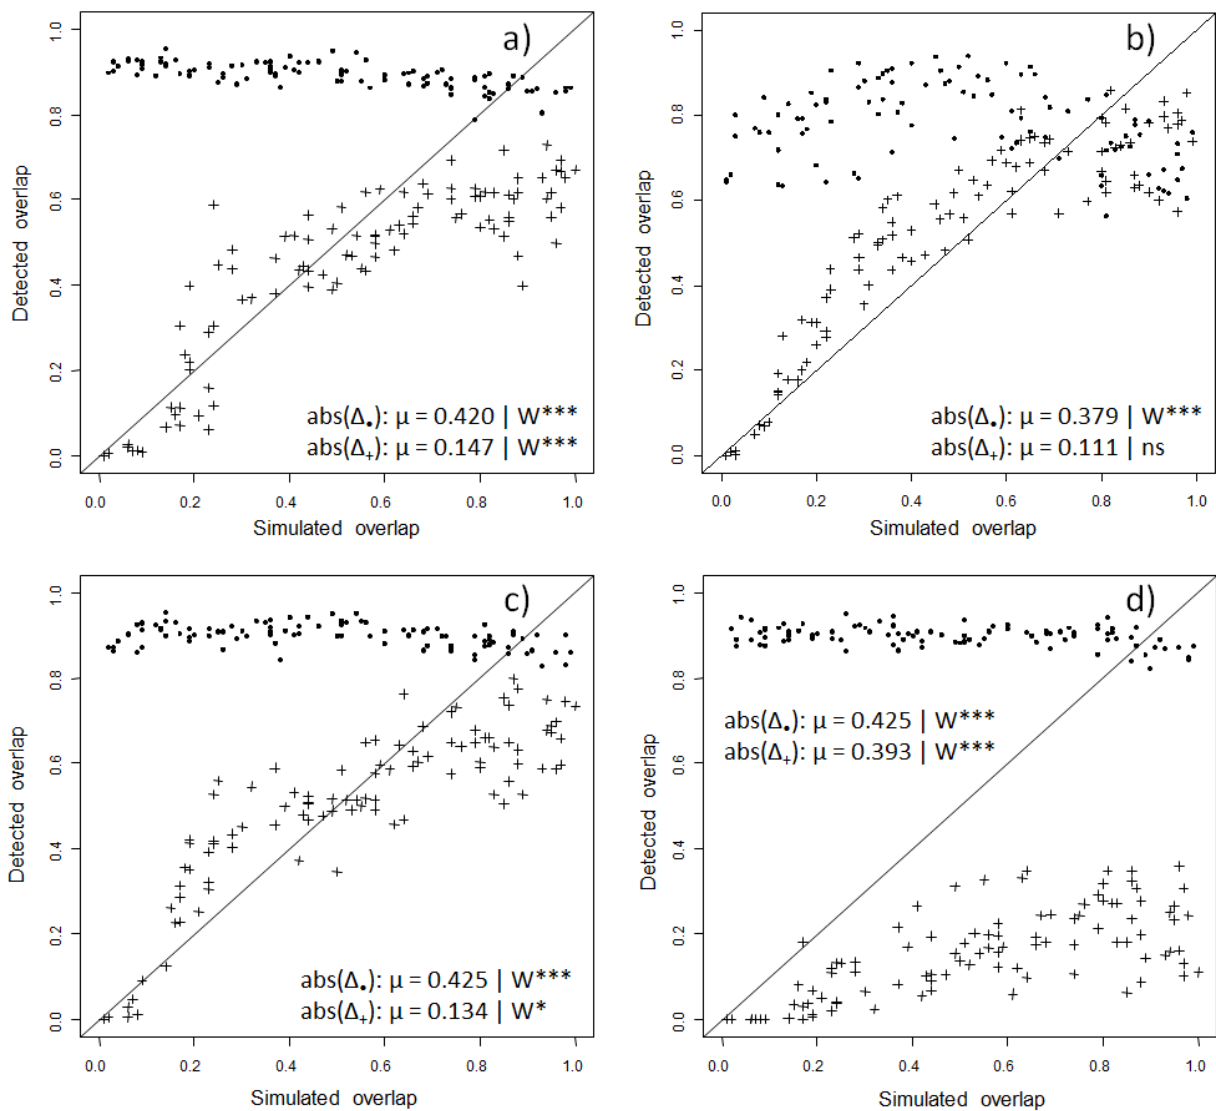 a)
1.0
0.8
0.6
0.4
0.2
0.0
Detected overlap
abs(Δ•): μ = 0.420 | W***
abs(Δ+): μ = 0.147 | W***
0.0 0.2 0.4 0.6 0.8 1.0
Simulated overlap
b)
1.0
0.8
0.6
0.4
0.2
0.0
Detected overlap
abs(Δ•): μ = 0.379 | W***
abs(Δ+): μ = 0.111 | ns
0.0 0.2 0.4 0.6 0.8 1.0
Simulated overlap
c)
1.0
0.8
0.6
0.4
0.2
0.0
Detected overlap
abs(Δ•): μ = 0.425 | W***
abs(Δ+): μ = 0.134 | W*
0.0 0.2 0.4 0.6 0.8 1.0
Simulated overlap
d)
1.0
0.8
0.6
0.4
0.2
0.0
Detected overlap
abs(Δ•): μ = 0.425 | W***
abs(Δ+): μ = 0.393 | W***
0.0 0.2 0.4 0.6 0.8 1.0
Simulated overlap